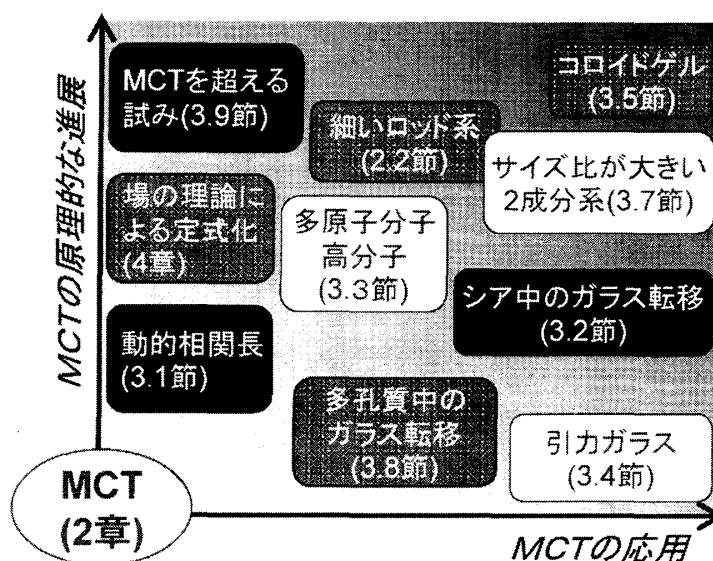 MCTの原理的な進展
MCTを超える
試み(3.9節)
コロイドゲル
(3.5節)
細いロッド系
(2.2節)
サイズ比が大きい
2成分系(3.7節)
場の理論に
よる定式化
(4章)
多原子分子
高分子
(3.3節)
シア中のガラス転移
(3.2節)
動的相関長
(3.1節)
多孔質中の
ガラス転移
(3.8節)
引力ガラス
(3.4節)
MCT
(2章)
MCTの応用